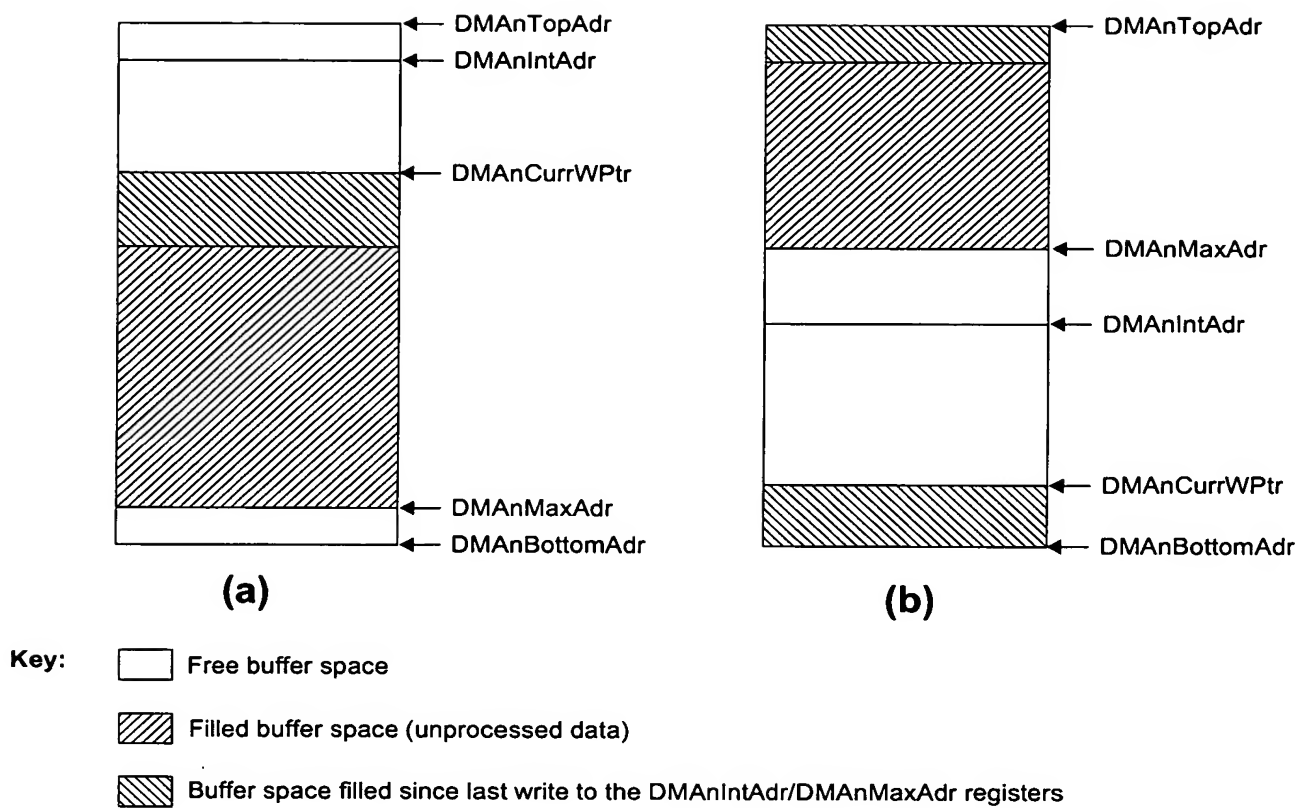 DMAnTopAdr
DMAnIntAdr
DMAnCurrWPtr
DMAnMaxAdr
DMAnBottomAdr
(a)
DMAnTopAdr
DMAnMaxAdr
DMAnIntAdr
DMAnCurrWPtr
DMAnBottomAdr
(b)
Key:
Free buffer space
Filled buffer space (unprocessed data)
Buffer space filled since last write to the DMAnIntAdr/DMAnMaxAdr registers